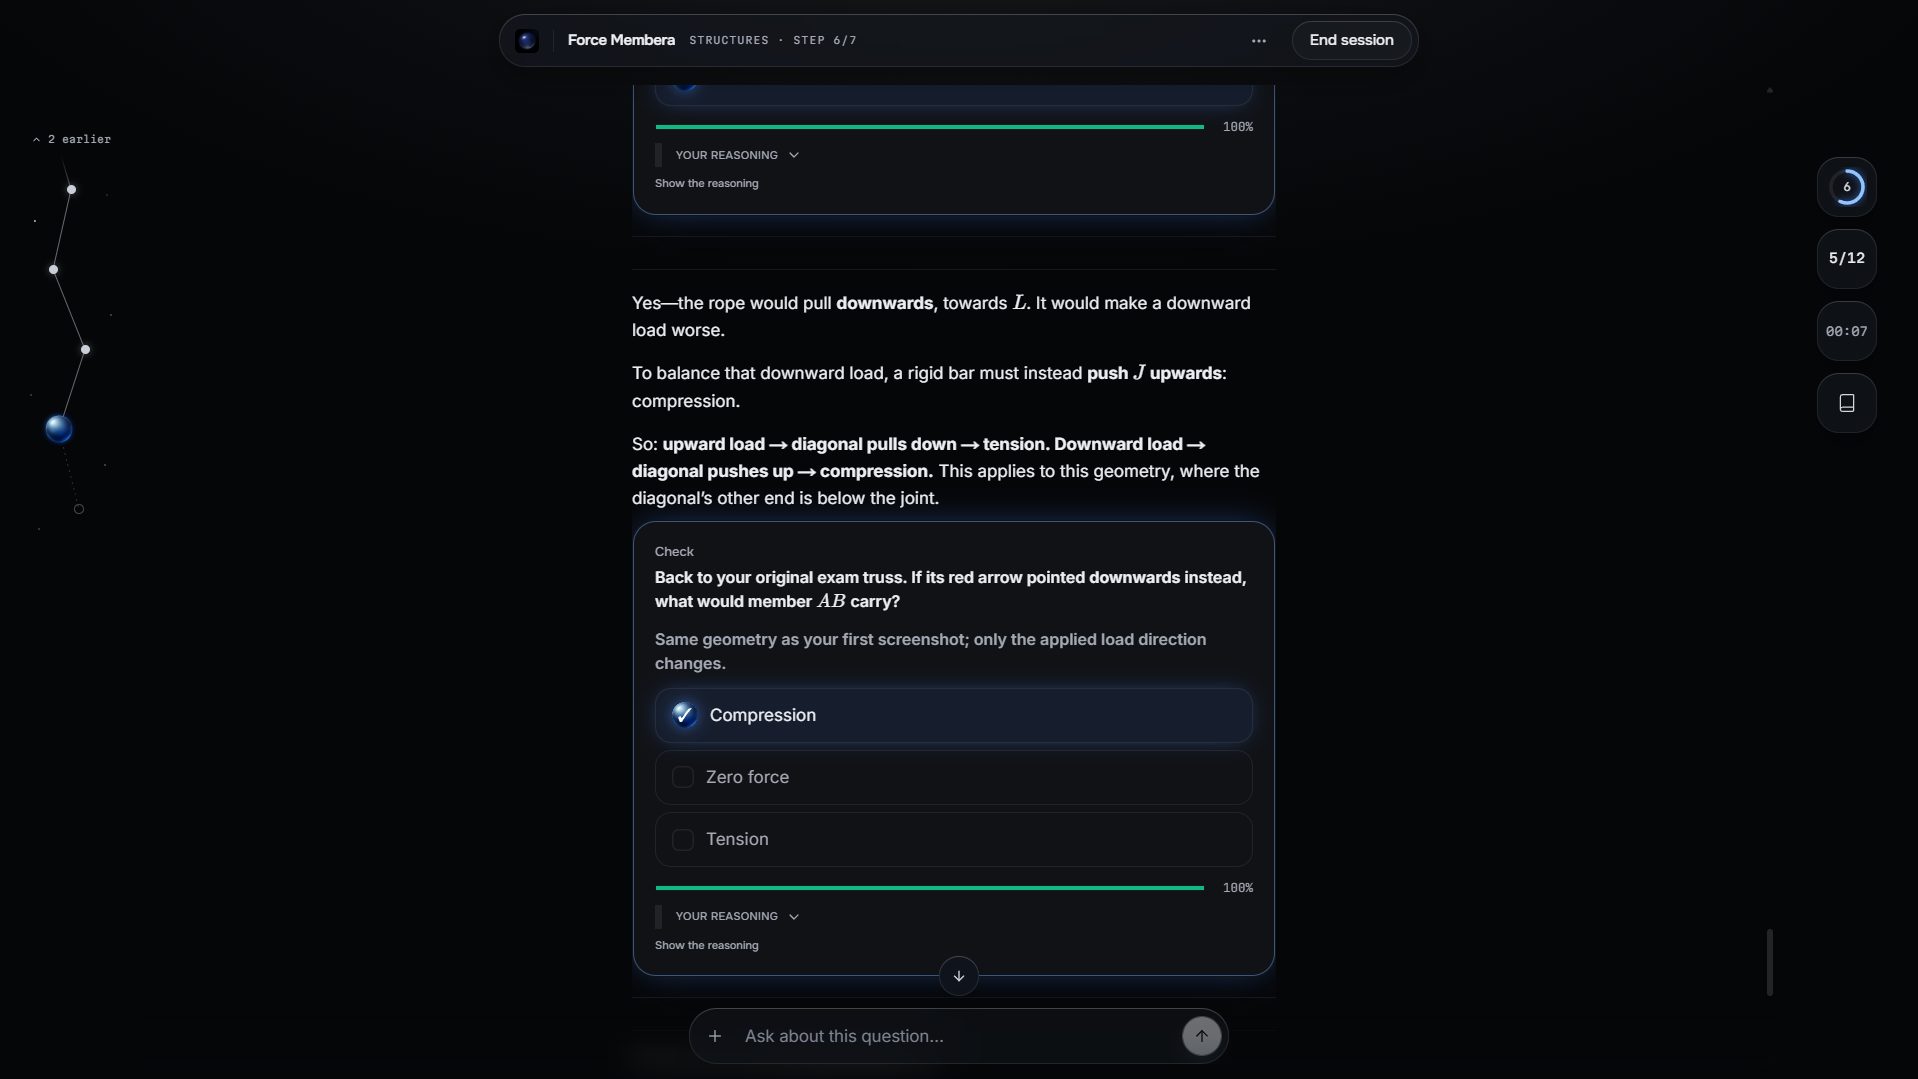 Force Membera STRUCTURES · STEP 6/7
··· End session
2 earlier
100%
YOUR REASONING
Show the reasoning
6
5/12
00:07
Yes—the rope would pull downwards, towards L. It would make a downward
load worse.
To balance that downward load, a rigid bar must instead push J upwards:
compression.
So: upward load → diagonal pulls down → tension. Downward load →
diagonal pushes up → compression. This applies to this geometry, where the
diagonal’s other end is below the joint.
Check
Back to your original exam truss. If its red arrow pointed downwards instead,
what would member AB carry?
Same geometry as your first screenshot; only the applied load direction
changes.
Compression
Zero force
Tension
100%
YOUR REASONING
Show the reasoning
Ask about this question...